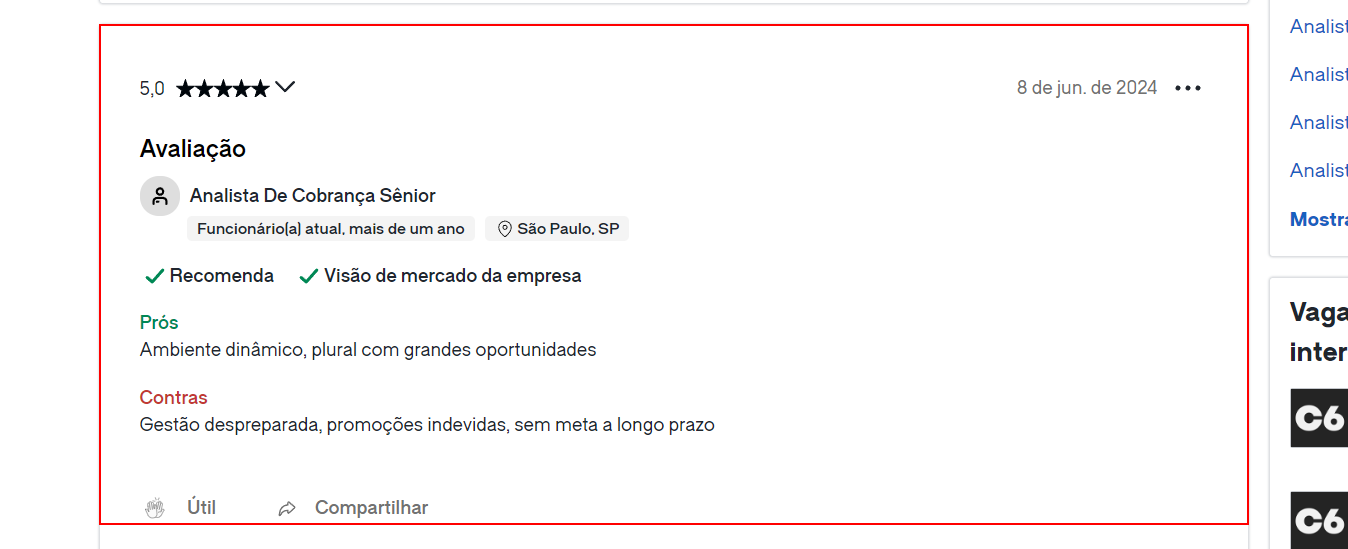 5,0
8 de jun. de 2024
Avaliação
Analista De Cobrança Sênior
Funcionário(a) atual, mais de um ano
São Paulo, SP
Recomenda
Visão de mercado da empresa
Prós
Ambiente dinâmico, plural com grandes oportunidades
Contras
Gestão despreparada, promoções indevidas, sem meta a longo prazo
Útil
Compartilhar
Analist
Analist
Analist
Analist
Mostra
Vaga
inter
C6
C6